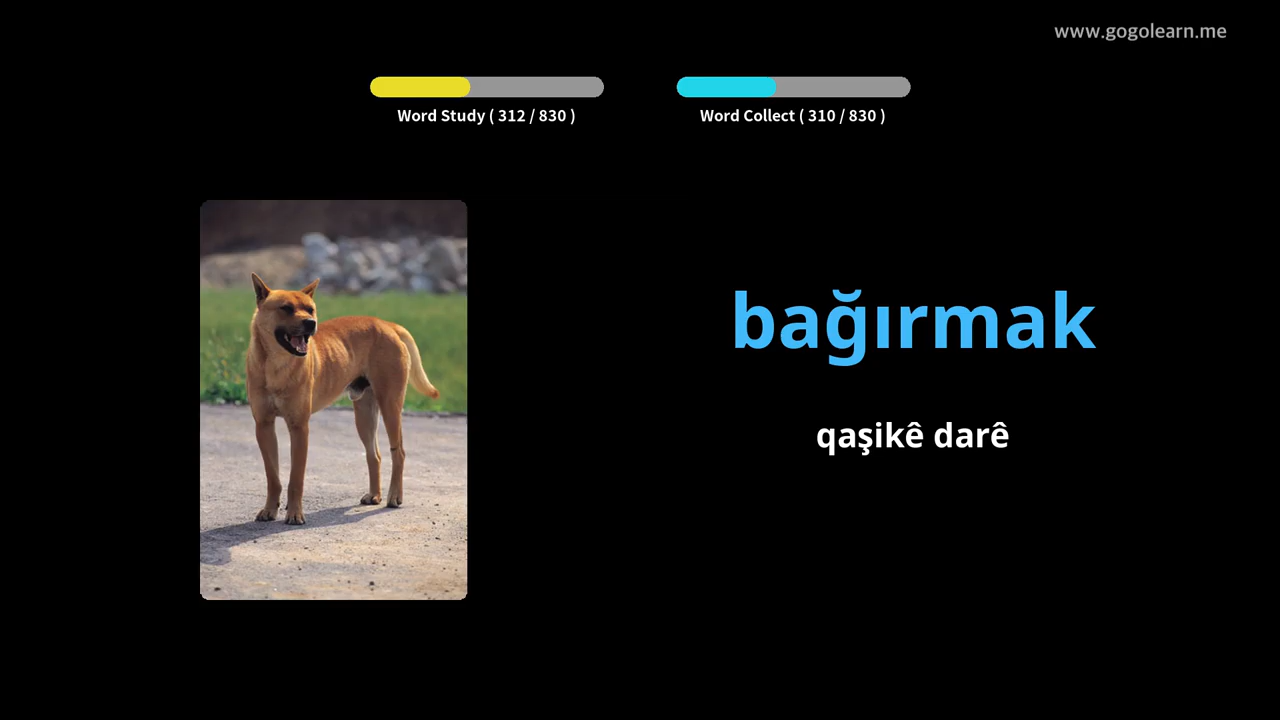 www.gogolearn.me
Word Study ( 312 / 830 )
Word Collect ( 310 / 830 )
bağırmak
qaşikê darê